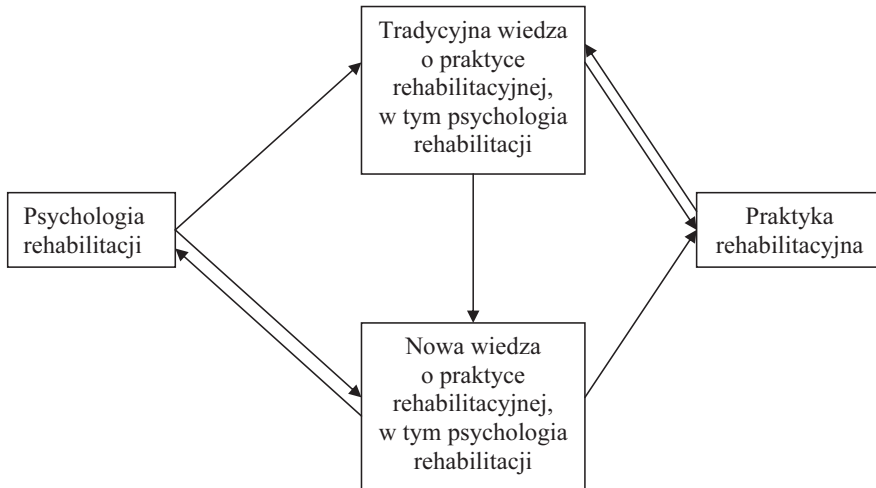 Tradycyjna wiedza
o praktyce
rehabilitacyjnej,
w tym psychologia
rehabilitacji
Psychologia
rehabilitacji
Praktyka
rehabilitacyjna
Nowa wiedza
o praktyce
rehabilitacyjnej,
w tym psychologia
rehabilitacji